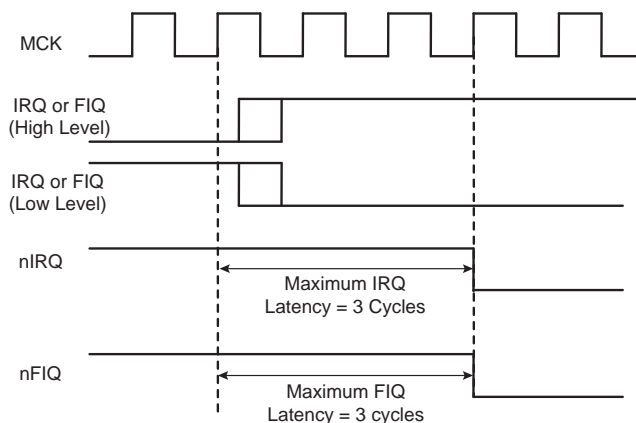 MCK
IRQ or FIQ
(High Level)
IRQ or FIQ
(Low Level)
nIRQ
Maximum IRQ
Latency = 3 Cycles
nFIQ
Maximum FIQ
Latency = 3 cycles